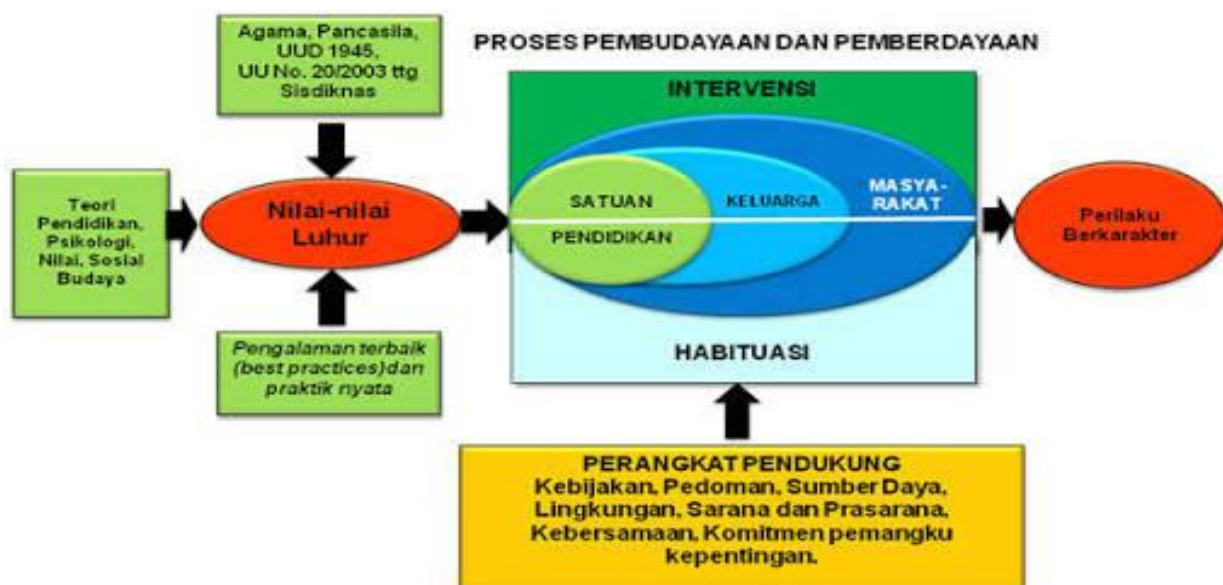 Agama, Pancasila,
UUD 1945,
UU No. 20/2003 ttg
Sisdiknas
PROSES PEMBUDAYAAN DAN PEMBERDAYAAN
INTERVENSI
Teori
Pendidikan,
Psikologi,
Nilai, Sosial
Budaya
Nilai-nilai
Luhur
SATUAN
PENDIDIKAN
KELUARGA
MASYA-
RAKAT
Perilaku
Berkarakter
Pengalaman terbaik
(best practices)dan
praktik nyata
HABITUASI
PERANGKAT PENDUKUNG
Kebijakan, Pedoman, Sumber Daya,
Lingkungan, Sarana dan Prasarana,
Kebersamaan, Komitmen pemangku
kepentingan.